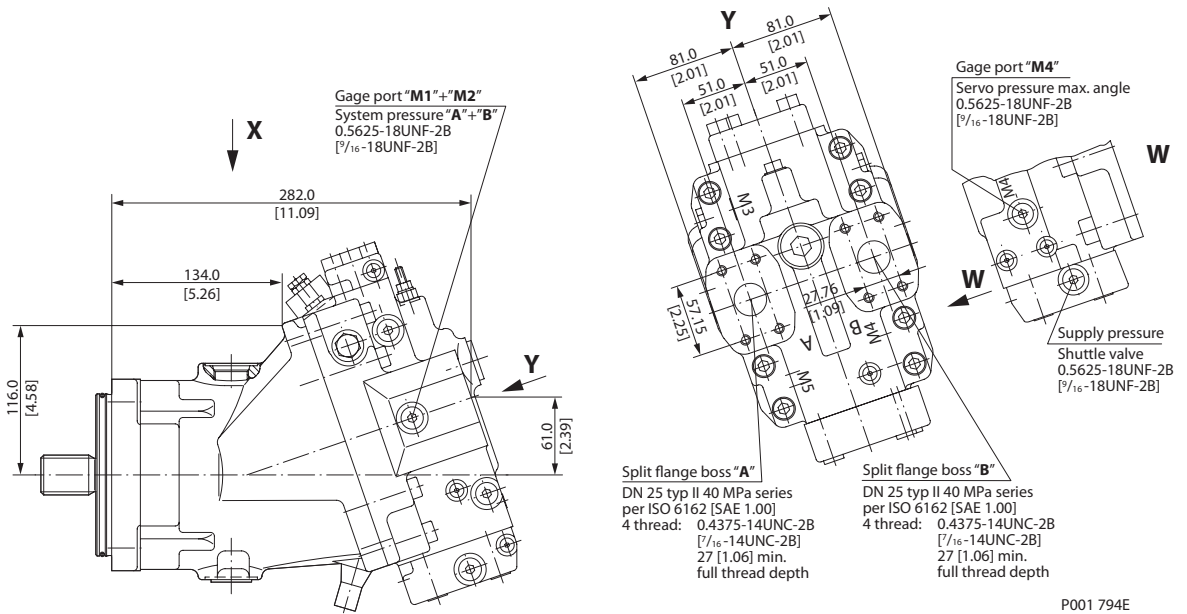 Gage port "M1"+"M2"
System pressure "A"+"B"
0.5625-18UNF-2B
[9/16-18UNF-2B]
X
282.0
[11.09]
134.0
[5.26]
116.0
[4.58]
Y
61.0
[2.39]
Y
81.0
[2.01]
81.0
[2.01]
51.0
[2.01]
51.0
[2.01]
M3
57.15
[2.25]
27.76
[1.09]
A
B
M4
M5
W
Gage port "M4"
Servo pressure max. angle
0.5625-18UNF-2B
[9/16-18UNF-2B]
W
M4
Supply pressure
Shuttle valve
0.5625-18UNF-2B
[9/16-18UNF-2B]
Split flange boss "A"
DN 25 typ II 40 MPa series
per ISO 6162 [SAE 1.00]
4 thread: 0.4375-14UNC-2B
[7/16-14UNC-2B]
27 [1.06] min.
full thread depth
Split flange boss "B"
DN 25 typ II 40 MPa series
per ISO 6162 [SAE 1.00]
4 thread: 0.4375-14UNC-2B
[7/16-14UNC-2B]
27 [1.06] min.
full thread depth
P001 794E